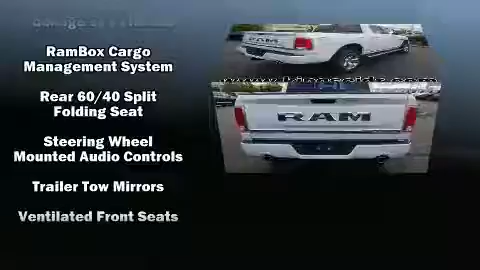 RamBox Cargo
Management System
Rear 60/40 Split
Folding Seat
Steering Wheel
Mounted Audio Controls
Trailer Tow Mirrors
Ventilated Front Seats
RAM
RAM